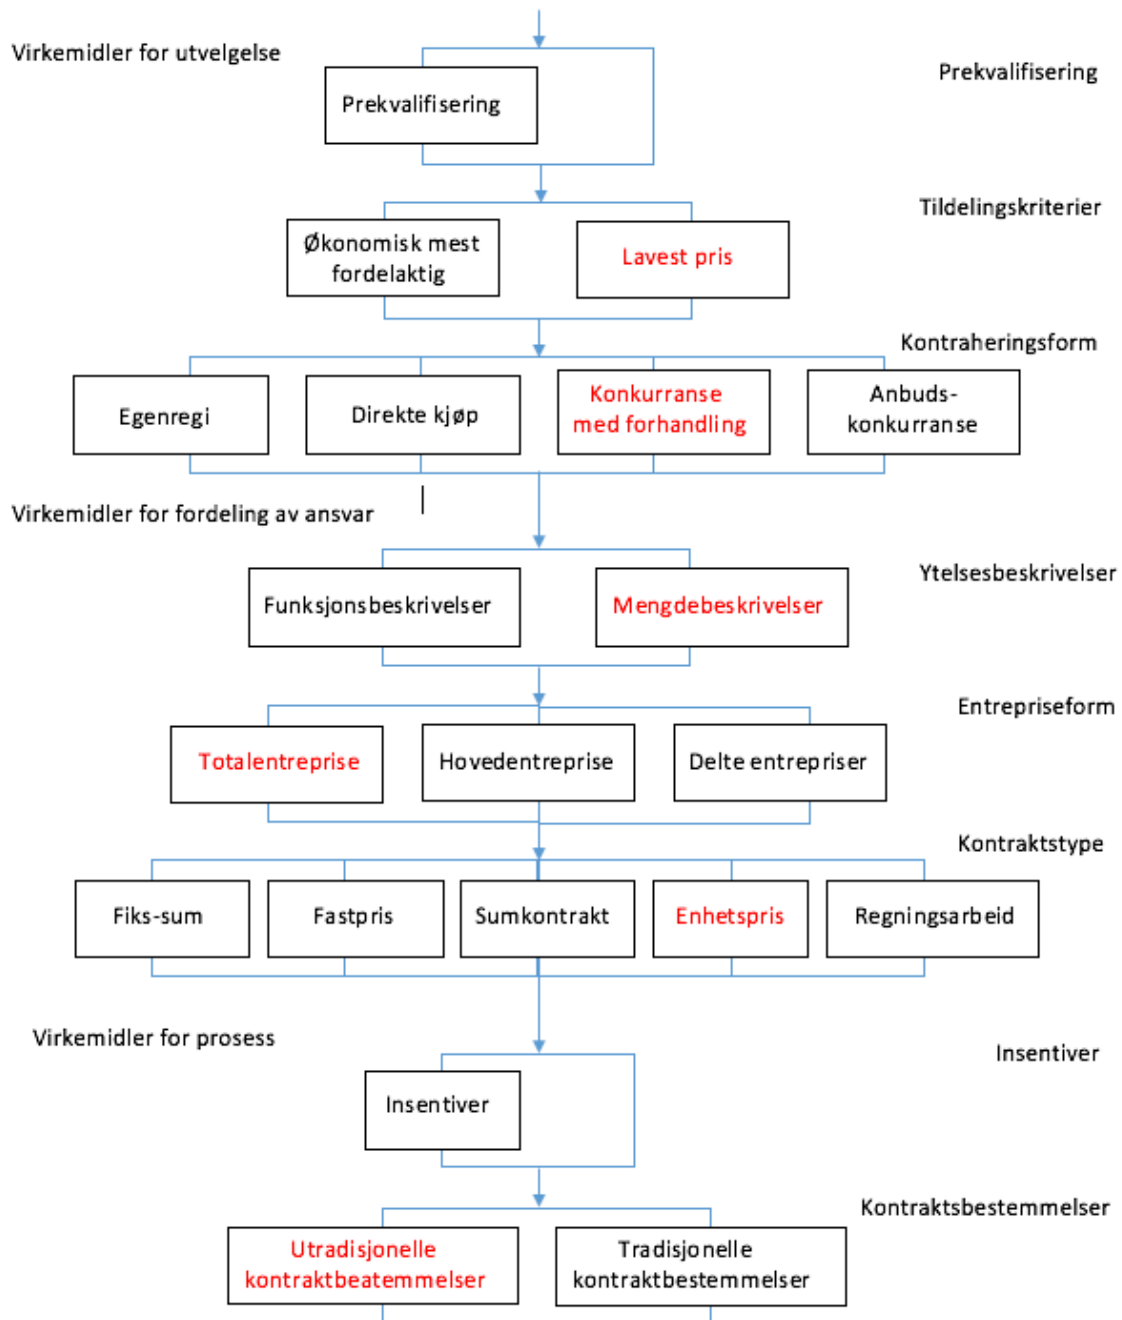 Virkemidler for utvelgelse
Prekvalifisering
Prekvalifisering
Tildelingskriterier
Økonomisk mest
fordelaktig
Lavest pris
Kontraheringsform
Egenregi
Direkte kjøp
Konkurranse
med forhandling
Anbuds-
konkurranse
Virkemidler for fordeling av ansvar
Ytelsesbeskrivelser
Funksjonsbeskrivelser
Mengdebeskrivelser
Entrepriseform
Totalentreprise
Hovedentreprise
Delte entrepriser
Kontraktstype
Fiks-sum
Fastpris
Sumkontrakt
Enhetspris
Regningsarbeid
Virkemidler for prosess
Insentiver
Insentiver
Kontraktsbestemmelser
Utradisjonelle
kontraktbeatemmelser
Tradisjonelle
kontraktbestemmelser